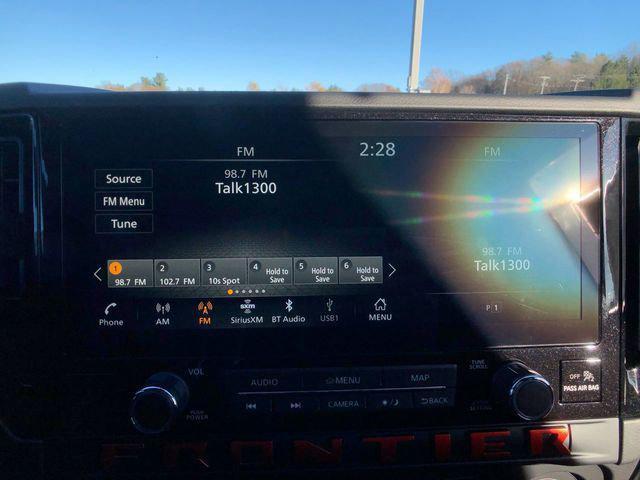 FM
2:28
FM
98.7 FM
Talk1300
Source
FM Menu
Tune
98.7 FM
Talk1300
1
98.7 FM
2
102.7 FM
3
10s Spot
4
Hold to
Save
5
Hold to
Save
6
Hold to
Save
Phone
AM
FM
sxm
SiriusXM
BT Audio
USB1
MENU
P 1
VOL
PUSH
POWER
AUDIO
MENU
MAP
CAMERA
BACK
TUNE
SCROLL
OFF
PASS AIR
BAG
FRONTIER